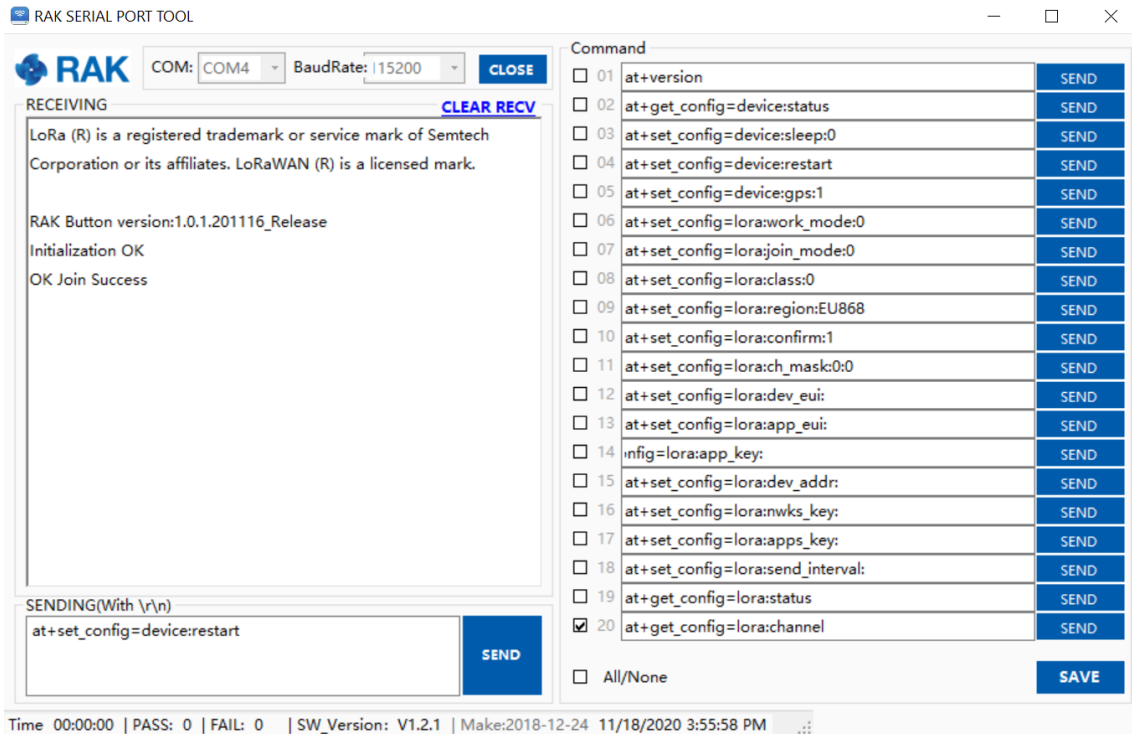 RAK SERIAL PORT TOOL
RAK
COM: COM4 BaudRate: 115200 CLOSE
RECEIVING CLEAR RECV
LoRa (R) is a registered trademark or service mark of Semtech
Corporation or its affiliates. LoRaWAN (R) is a licensed mark.
RAK Button version:1.0.1.201116_Release
Initialization OK
OK Join Success
SENDING(With \r\n)
at+set_config=device:restart
SEND
Command
01 at+version SEND
02 at+get_config=device:status SEND
03 at+set_config=device:sleep:0 SEND
04 at+set_config=device:restart SEND
05 at+set_config=device:gps:1 SEND
06 at+set_config=lora:work_mode:0 SEND
07 at+set_config=lora:join_mode:0 SEND
08 at+set_config=lora:class:0 SEND
09 at+set_config=lora:region:EU868 SEND
10 at+set_config=lora:confirm:1 SEND
11 at+set_config=lora:ch_mask:0:0 SEND
12 at+set_config=lora:dev_eui: SEND
13 at+set_config=lora:app_eui: SEND
14 nfig=lora:app_key: SEND
15 at+set_config=lora:dev_addr: SEND
16 at+set_config=lora:nwks_key: SEND
17 at+set_config=lora:apps_key: SEND
18 at+set_config=lora:send_interval: SEND
19 at+get_config=lora:status SEND
20 at+get_config=lora:channel SEND
All/None SAVE
Time 00:00:00 | PASS: 0 | FAIL: 0 | SW_Version: V1.2.1 | Make:2018-12-24 11/18/2020 3:55:58 PM